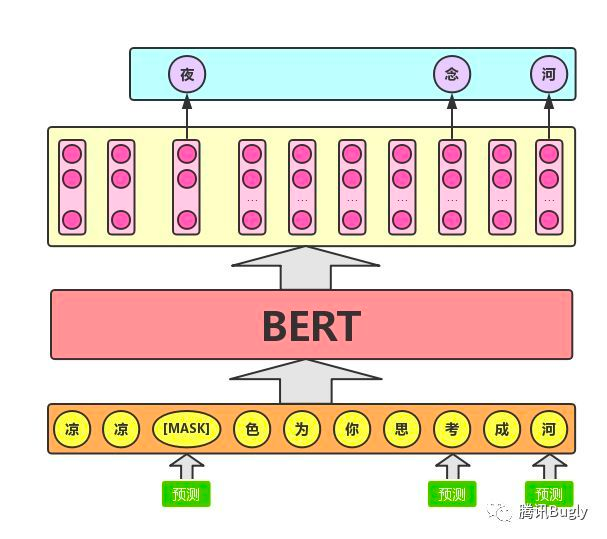 夜 念 河
... ... ... ... ... ... ...
BERT
凉 凉 [MASK] 色 为 你 思 考 成 河
预测 预测 预测
腾讯Bugly